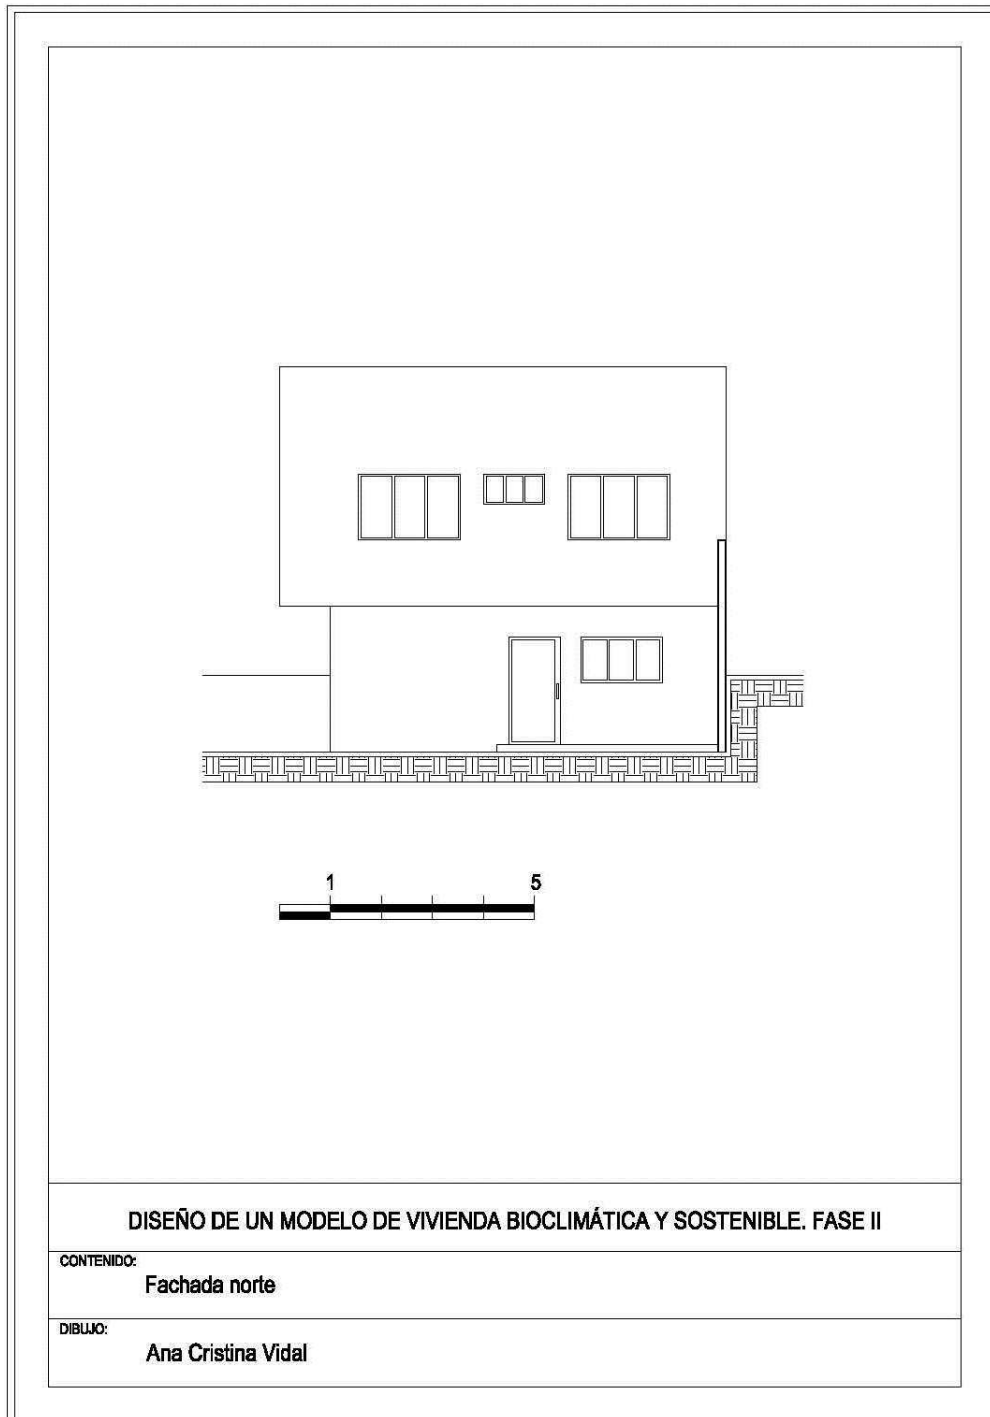 1 5
DISEÑO DE UN MODELO DE VIVIENDA BIOCLIMÁTICA Y SOSTENIBLE. FASE II
CONTENIDO:
Fachada norte
DIBUJO:
Ana Cristina Vidal